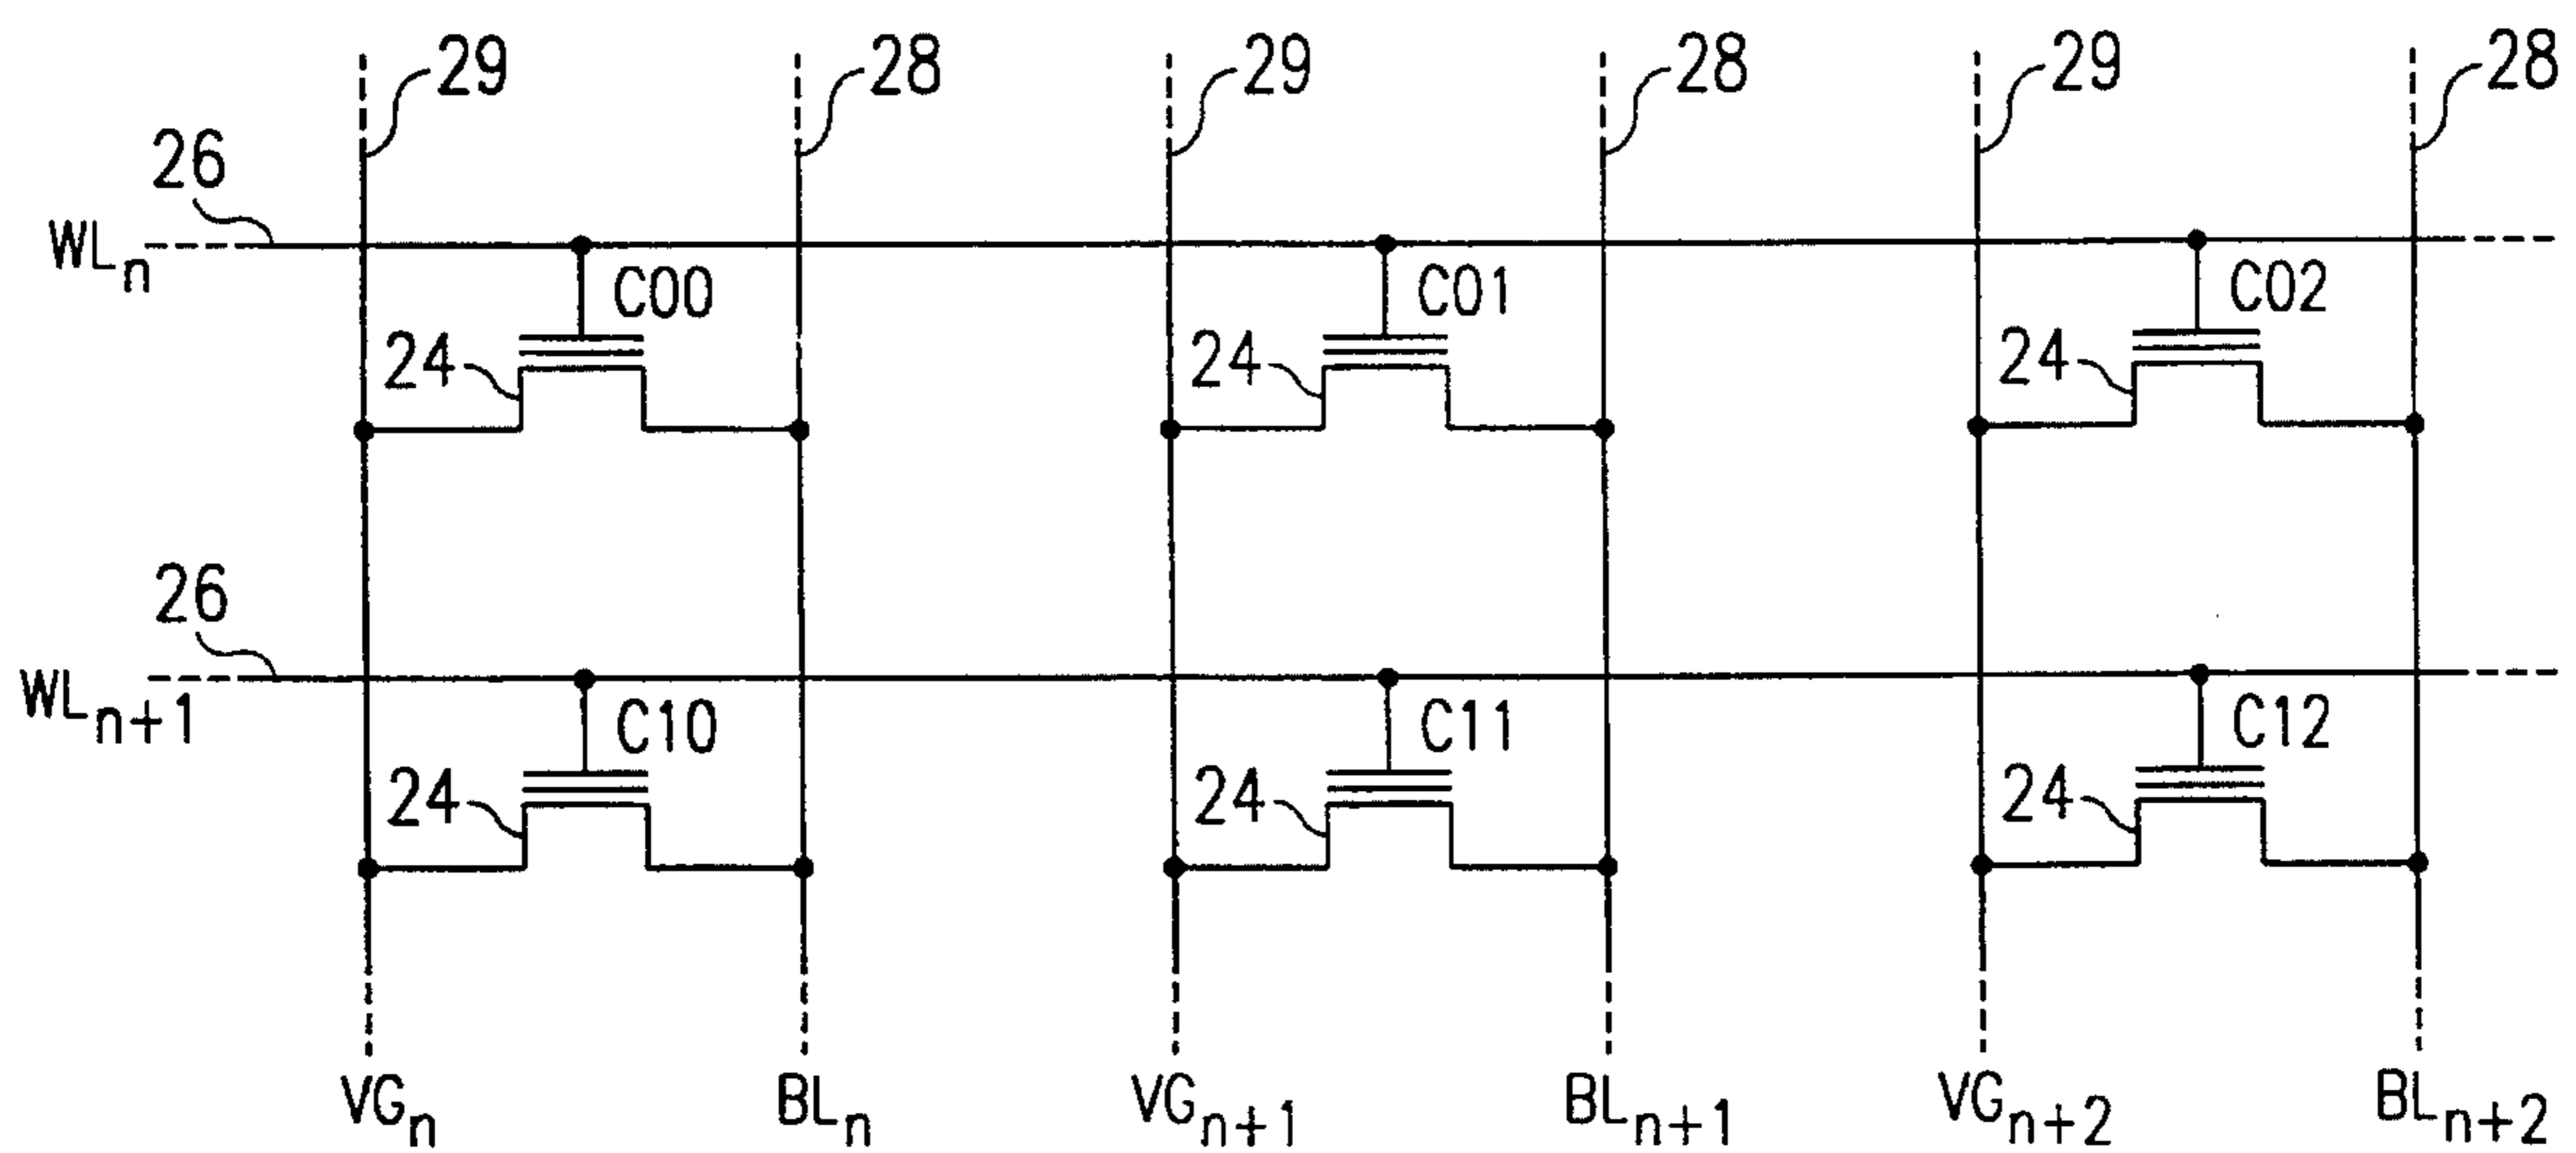 29 28 29 28 29 28
26
WLn
C00 C01 C02
24 24 24
26
WLn+1
C10 C11 C12
24 24 24
VGn BLn VGn+1 BLn+1 VGn+2 BLn+2